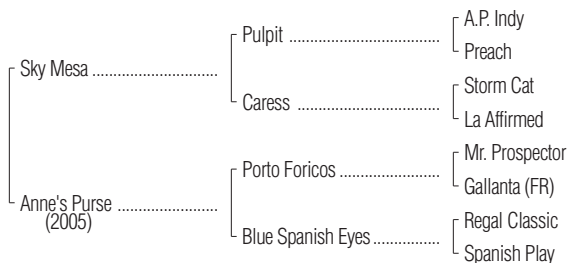 A.P. Indy
Pulpit ........................................
Preach
Sky Mesa .................................
Storm Cat
Caress ......................................
La Affirmed
Mr. Prospector
Porto Foricos ...........................
Gallanta (FR)
Anne's Purse ..........................
(2005)
Regal Classic
Blue Spanish Eyes..................
Spanish Play